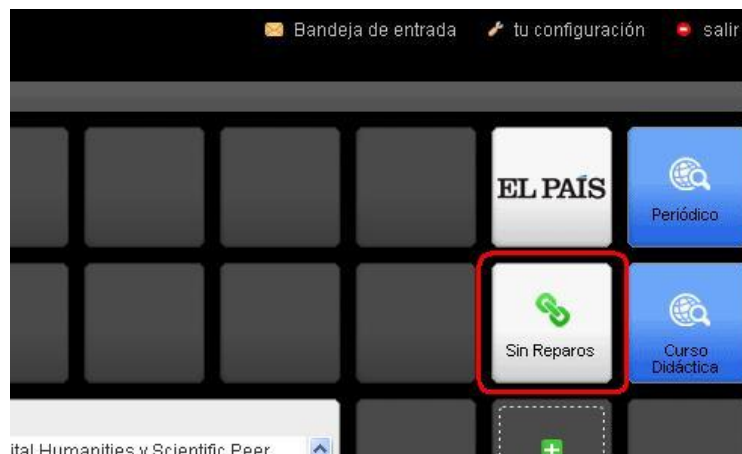 Bandeja de entrada tu configuración salir
EL PAÍS
Periódico
Sin Reparos
Curso
Didáctica
ital Humanities y Scientific Peer